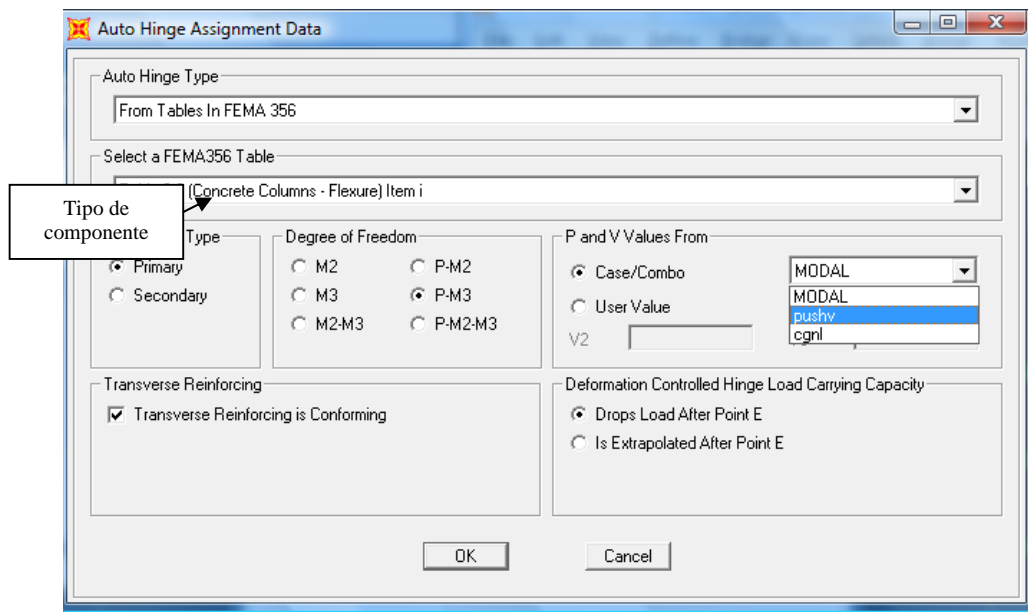 Auto Hinge Assignment Data
Auto Hinge Type
From Tables In FEMA 356
Select a FEMA356 Table
(Concrete Columns - Flexure) Item i
Tipo de
componente
Type
Primary
Secondary
Degree of Freedom
M2
P-M2
M3
P-M3
M2-M3
P-M2-M3
P and V Values From
Case/Combo
MODAL
MODAL
pushv
cgnl
User Value
V2
Transverse Reinforcing
Transverse Reinforcing is Conforming
Deformation Controlled Hinge Load Carrying Capacity
Drops Load After Point E
Is Extrapolated After Point E
OK
Cancel